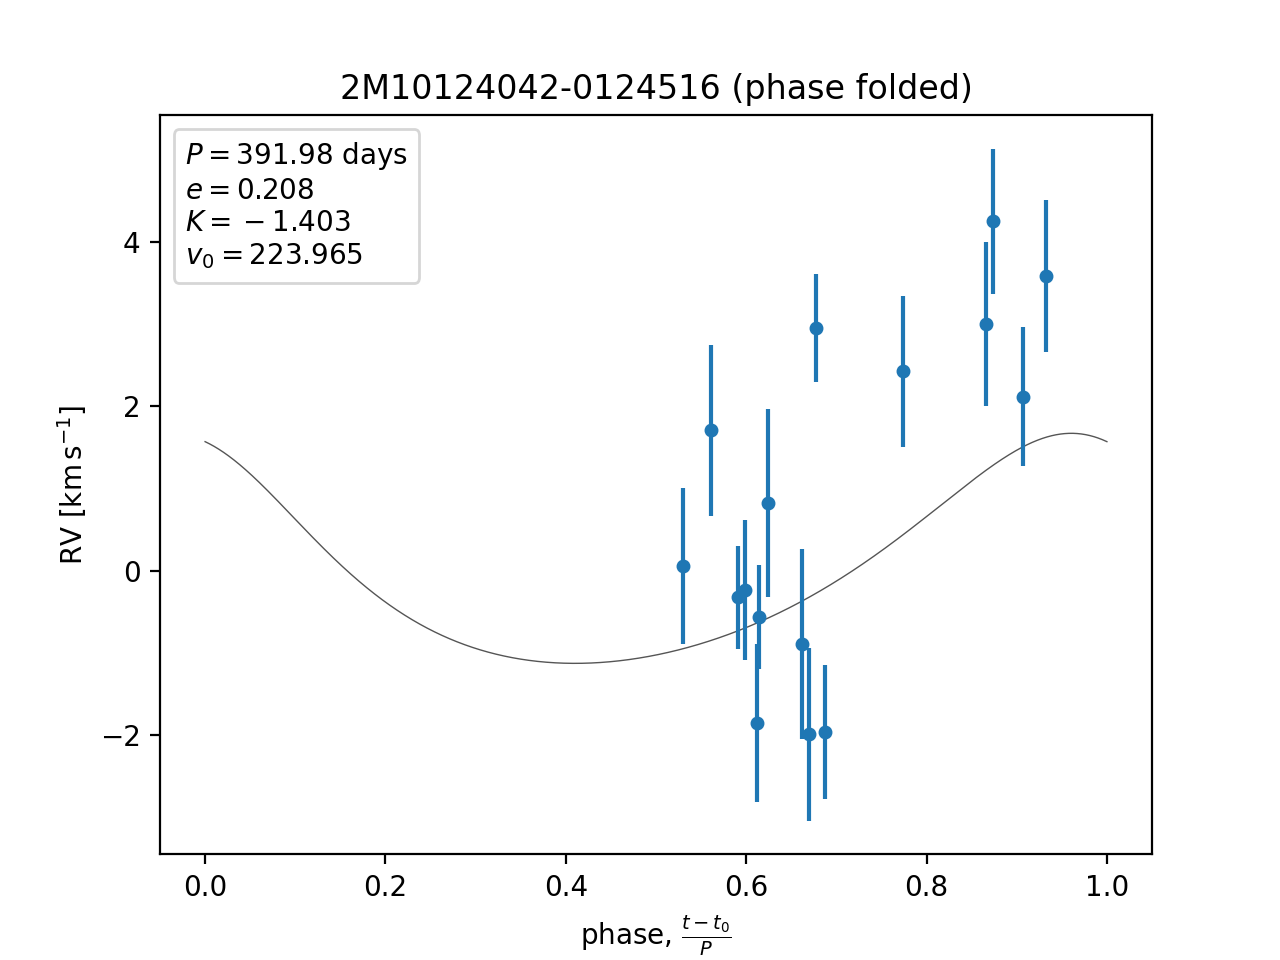 2M10124042-0124516 (phase folded)
P = 391.98 days
e = 0.208
K = −1.403
v₀ = 223.965
RV [km s⁻¹]
4
2
0
−2
0.0 0.2 0.4 0.6 0.8 1.0
phase, (t − t₀)/P